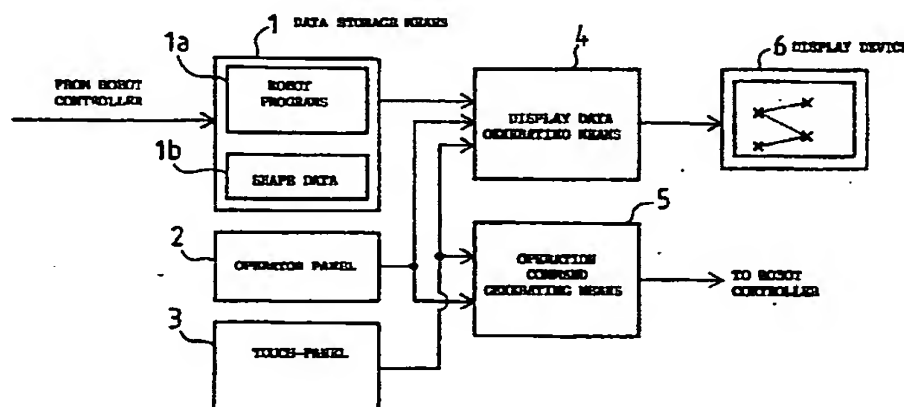 1 DATA STORAGE MEANS
1a
FROM ROBOT
CONTROLLER
ROBOT
PROGRAMS
1b
SHAPE DATA
2
OPERATOR PANEL
3
TOUCH-PANEL
4
DISPLAY DATA
GENERATING MEANS
5
OPERATION
COMMAND
GENERATING MEANS
6 DISPLAY DEVICE
TO ROBOT
CONTROLLER